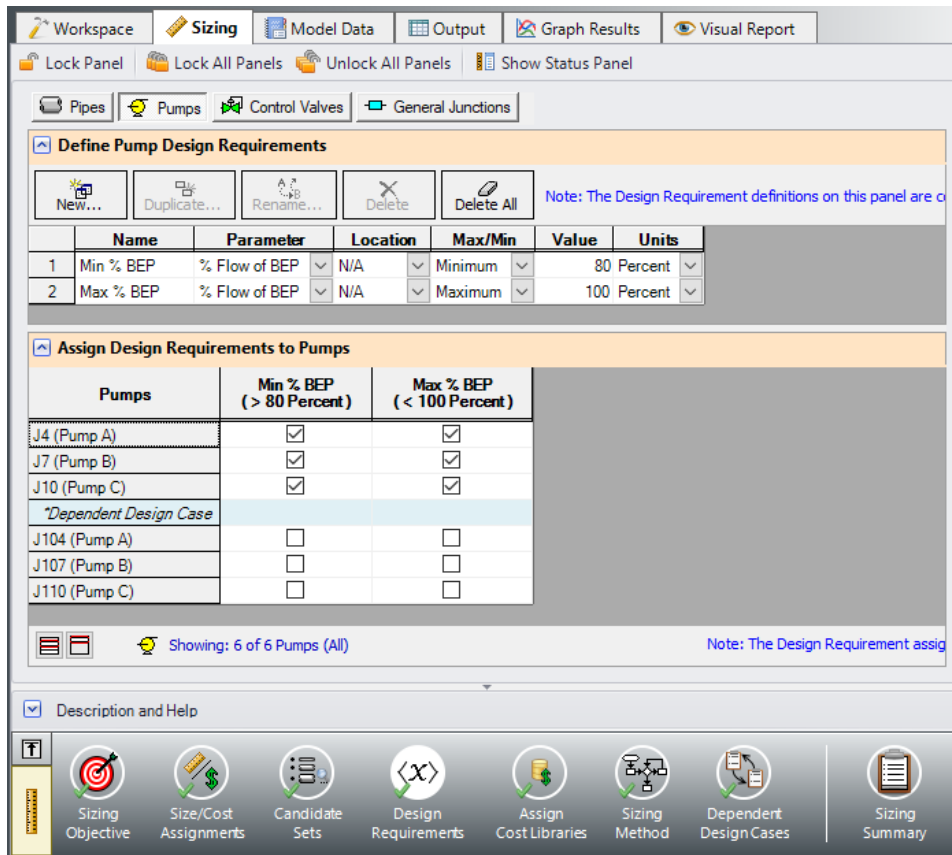 Workspace Sizing Model Data Output Graph Results Visual Report
Lock Panel Lock All Panels Unlock All Panels Show Status Panel
Pipes Pumps Control Valves General Junctions
Define Pump Design Requirements
New... Duplicate... Rename... Delete Delete All Note: The Design Requirement definitions on this panel are c
Name Parameter Location Max/Min Value Units
1 Min % BEP % Flow of BEP N/A Minimum 80 Percent
2 Max % BEP % Flow of BEP N/A Maximum 100 Percent
Assign Design Requirements to Pumps
Pumps Min % BEP Max % BEP
( > 80 Percent ) ( < 100 Percent )
J4 (Pump A)
J7 (Pump B)
J10 (Pump C)
*Dependent Design Case
J104 (Pump A)
J107 (Pump B)
J110 (Pump C)
Showing: 6 of 6 Pumps (All) Note: The Design Requirement assig
Description and Help
Sizing Size/Cost Candidate Design Assign Sizing Dependent Sizing
Objective Assignments Sets Requirements Cost Libraries Method Design Cases Summary